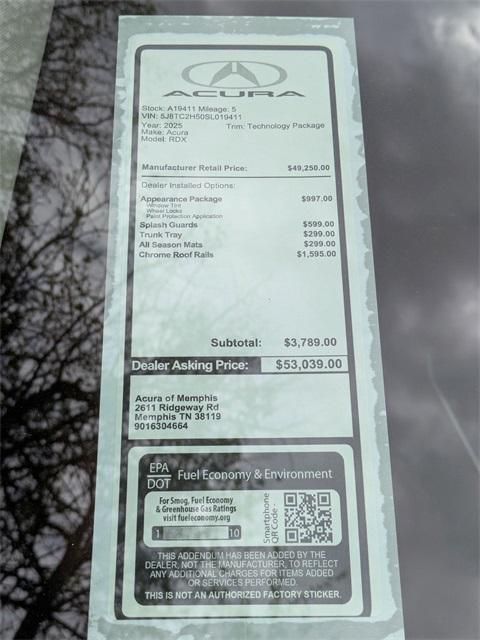 ACURA
Stock: A19411 Mileage: 5
VIN: 5J8TC2H50SL019411
Year: 2025 Trim: Technology Package
Make: Acura
Model: RDX
Manufacturer Retail Price: $49,250.00
Dealer Installed Options:
Appearance Package $997.00
Window Tint
Wheel Locks
Paint Protection Application
Splash Guards $599.00
Trunk Tray $299.00
All Season Mats $299.00
Chrome Roof Rails $1,595.00
Subtotal: $3,789.00
Dealer Asking Price: $53,039.00
Acura of Memphis
2611 Ridgeway Rd
Memphis TN 38119
9016304664
EPA
DOT Fuel Economy & Environment
For Smog, Fuel Economy
& Greenhouse Gas Ratings
visit fueleconomy.org
1 10
Smartphone
QR Code -
THIS ADDENDUM HAS BEEN ADDED BY THE
DEALER, NOT THE MANUFACTURER, TO REFLECT
ANY ADDITIONAL CHARGES FOR ITEMS ADDED
OR SERVICES PERFORMED.
THIS IS NOT AN AUTHORIZED FACTORY STICKER.